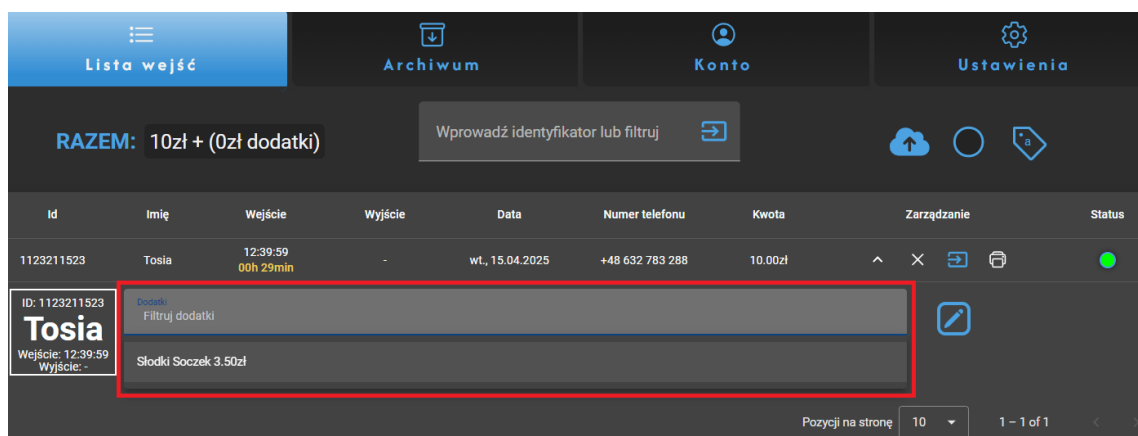 Lista wejść
Archiwum
Konto
Ustawienia
RAZEM: 10zł + (0zł dodatki)
Wprowadź identyfikator lub filtruj
a
Id Imię Wejście Wyjście Data Numer telefonu Kwota Zarządzanie Status
1123211523 Tosia 12:39:59 - wt., 15.04.2025 +48 632 783 288 10.00zł
00h 29min
ID: 1123211523
Tosia
Wejście: 12:39:59
Wyjście: -
Dodatki
Filtruj dodatki
Słodki Soczek 3.50zł
Pozycji na stronę 10 1 – 1 of 1